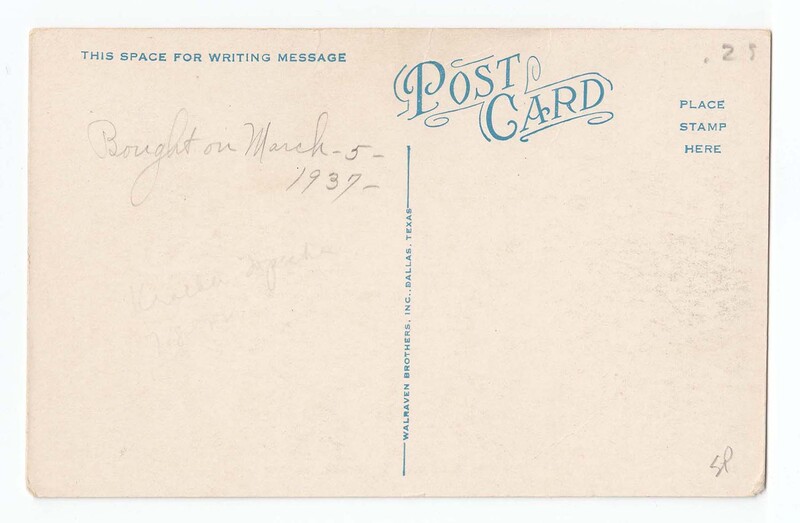 THIS SPACE FOR WRITING MESSAGE
POST CARD
.25
PLACE
STAMP
HERE
Bought on March - 5 -
1937 -
WALRAVEN BROTHERS, INC., DALLAS, TEXAS
SP